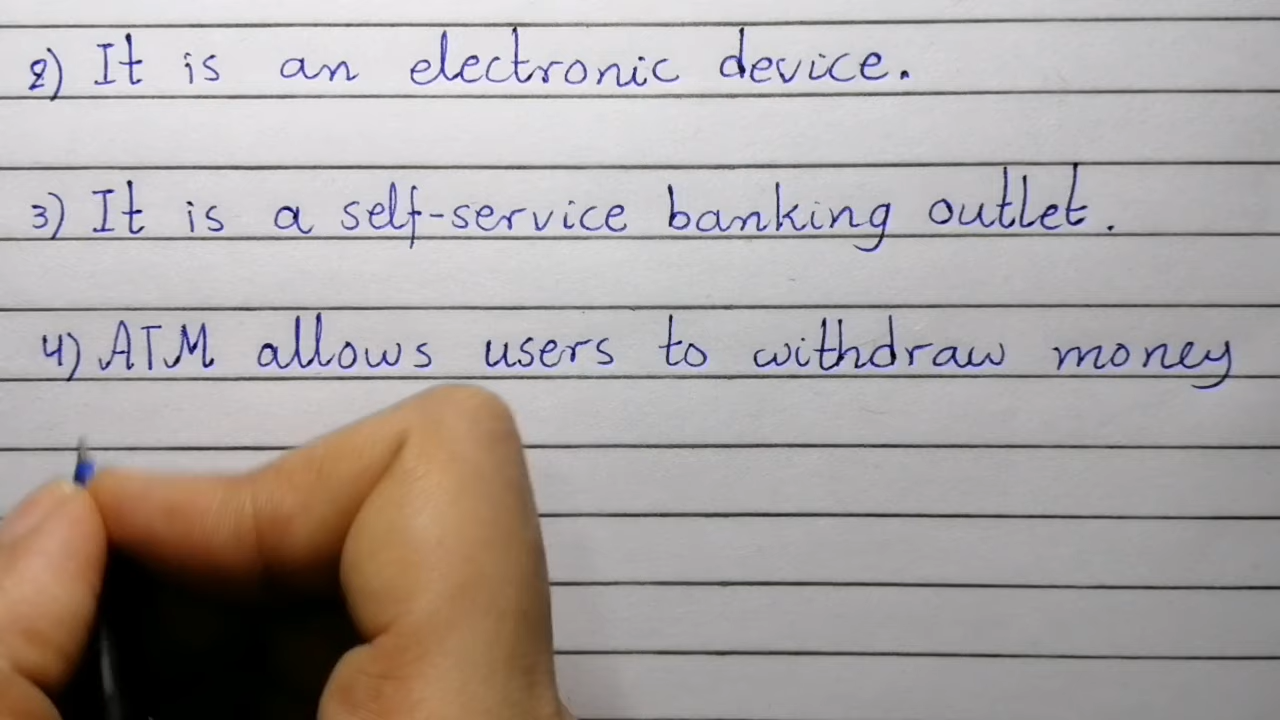 2) It is an electronic device.
3) It is a self-service banking outlet.
4) ATM allows users to withdraw money